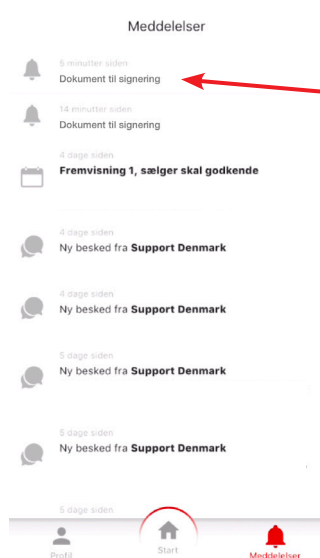 Meddelelser
5 minutter siden
Dokument til signering
14 minutter siden
Dokument til signering
4 dage siden
Fremvisning 1, sælger skal godkende
4 dage siden
Ny besked fra Support Denmark
4 dage siden
Ny besked fra Support Denmark
5 dage siden
Ny besked fra Support Denmark
5 dage siden
Ny besked fra Support Denmark
5 dage siden
Profil
Start
Meddelelser